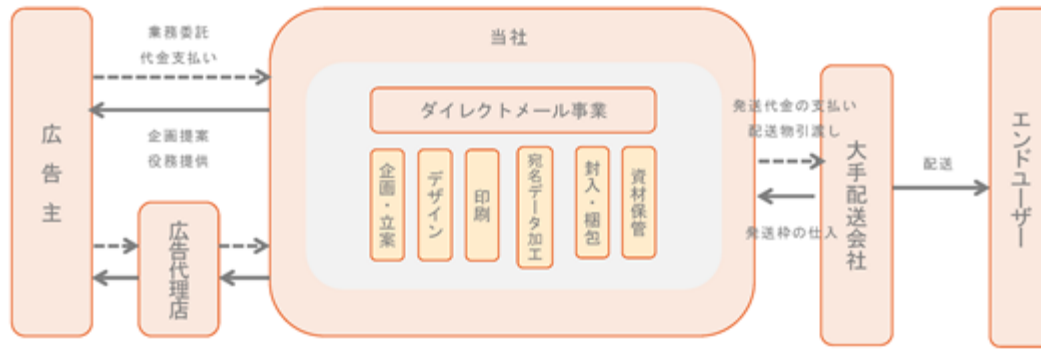 広告主
業務委託
代金支払い
企画提案
役務提供
広告代理店
当社
ダイレクトメール事業
企画・立案
デザイン
印刷
宛名データ加工
封入・梱包
資材保管
発送代金の支払い
配送物引渡し
発送枠の仕入
大手配送会社
配送
エンドユーザー